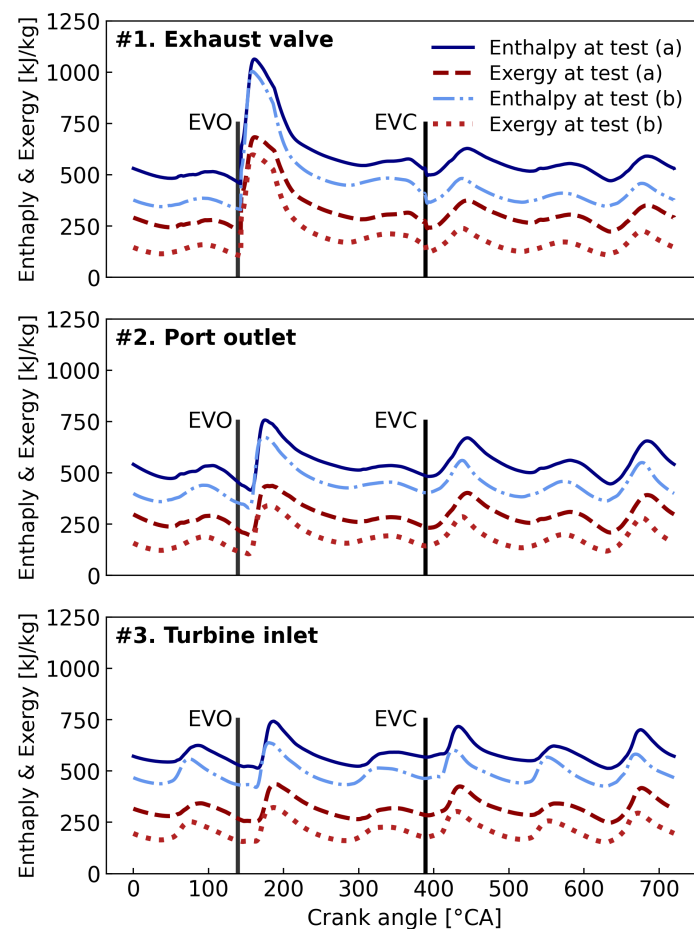 #1. Exhaust valve
Enthalpy at test (a)
Exergy at test (a)
Enthalpy at test (b)
Exergy at test (b)
EVO
EVC
1250
1000
750
500
250
0
Enthaply & Exergy [kJ/kg]
#2. Port outlet
EVO
EVC
1250
1000
750
500
250
0
Enthaply & Exergy [kJ/kg]
#3. Turbine inlet
EVO
EVC
1250
1000
750
500
250
0
Enthaply & Exergy [kJ/kg]
0 100 200 300 400 500 600 700
Crank angle [°CA]